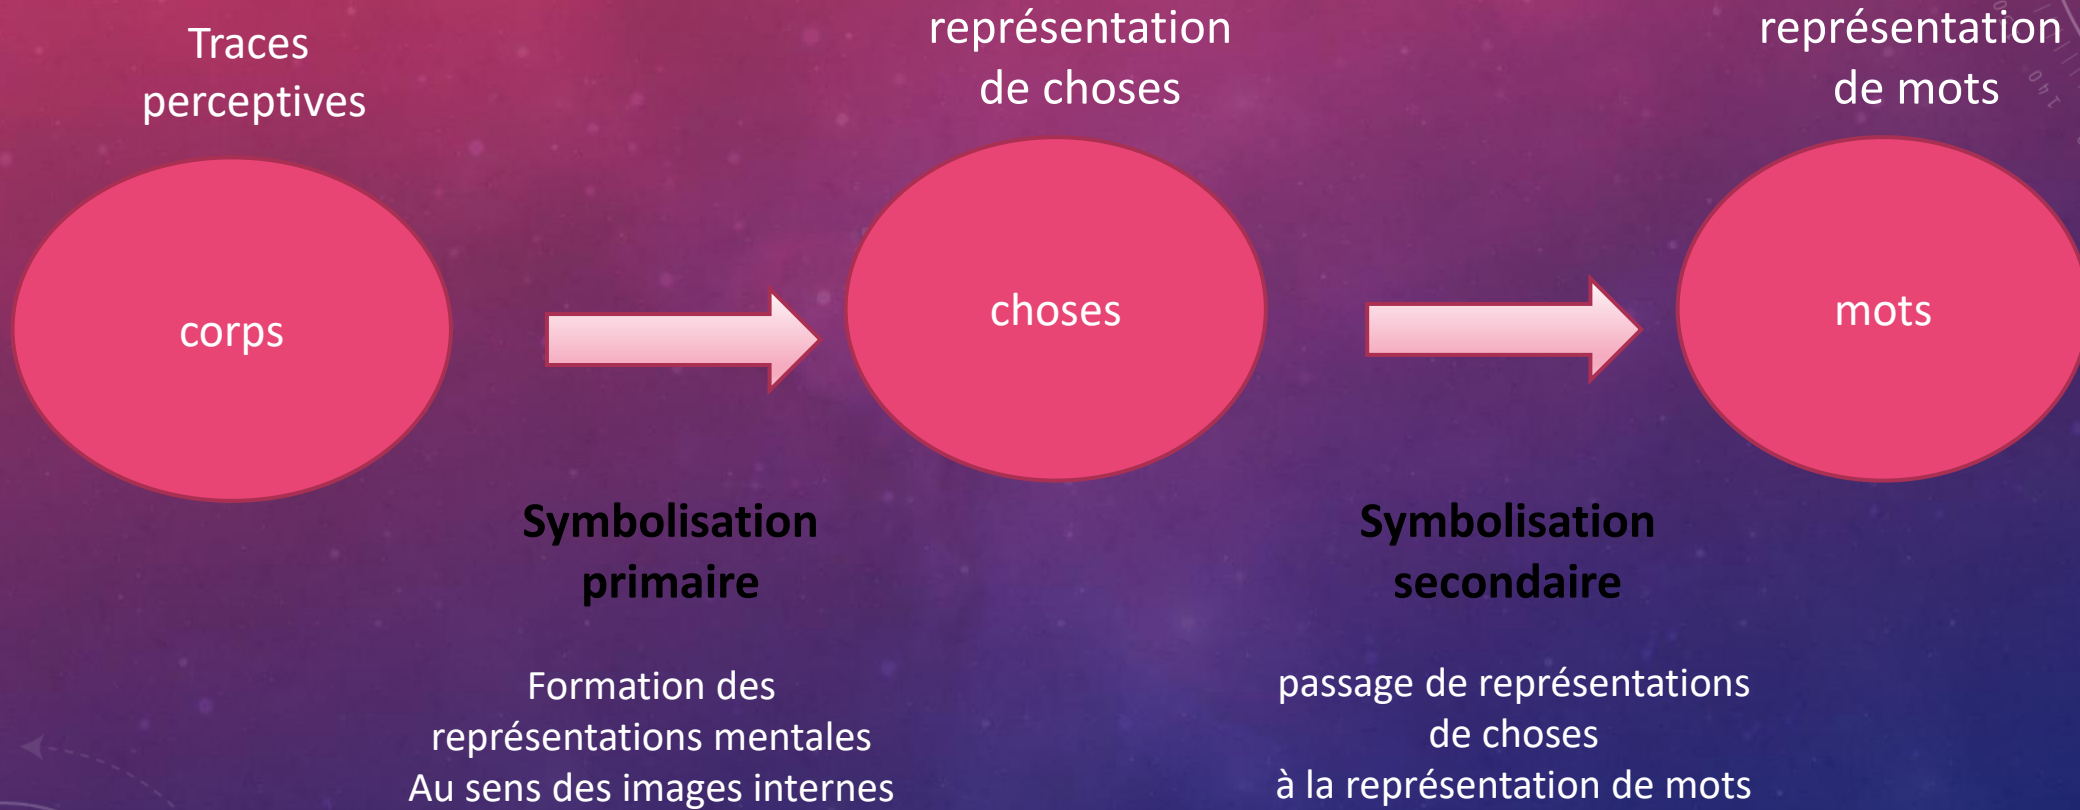 Traces
perceptives
représentation
de choses
représentation
de mots
corps
choses
mots
Symbolisation
primaire
Symbolisation
secondaire
Formation des
représentations mentales
Au sens des images internes
passage de représentations
de choses
à la représentation de mots
140